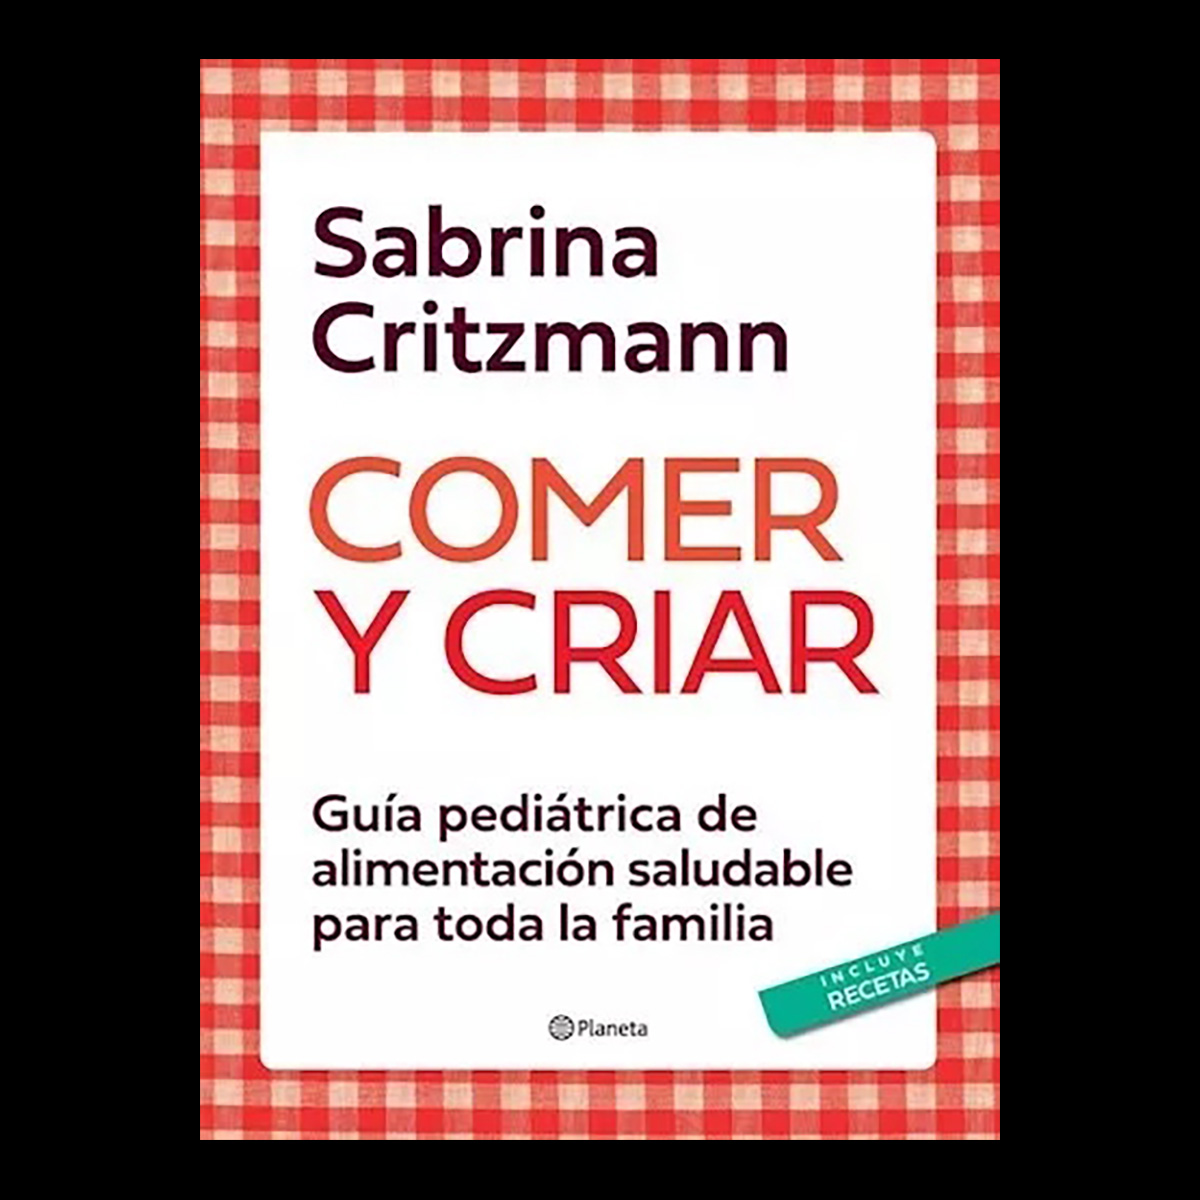 Sabrina
Critzmann
COMER
Y CRIAR
Guía pediátrica de
alimentación saludable
para toda la familia
INCLUYE
RECETAS
Planeta